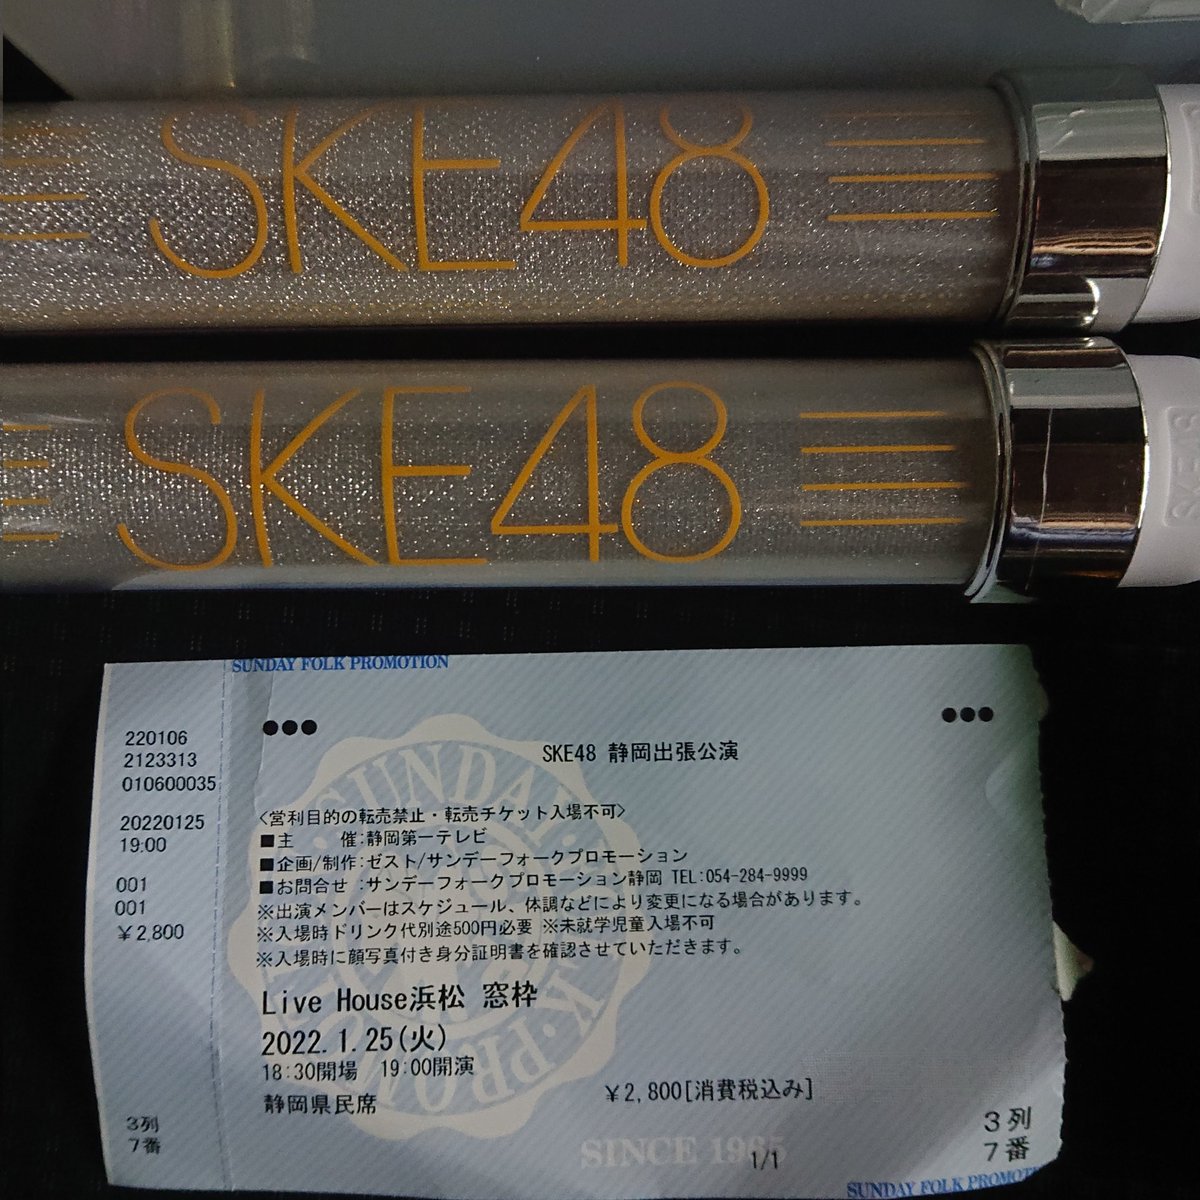 SKE48
SKE48
SKE48
SUNDAY FOLK PROMOTION
220106
2123313
010600035
20220125
19:00
001
001
¥2,800
3列
7番
SKE48 静岡出張公演
<営利目的の転売禁止・転売チケット入場不可>
■主 催:静岡第一テレビ
■企画/制作:ゼスト/サンデーフォークプロモーション
■お問合せ :サンデーフォークプロモーション静岡 TEL:054-284-9999
※出演メンバーはスケジュール、体調などにより変更になる場合があります。
※入場時ドリンク代別途500円必要 ※未就学児童入場不可
※入場時に顔写真付き身分証明書を確認させていただきます。
Live House浜松 窓枠
2022.1.25(火)
18:30開場 19:00開演
静岡県民席
¥2,800[消費税込み]
3列
7番
SINCE 1965
1/1
SUNDAY FOLK PROMOT